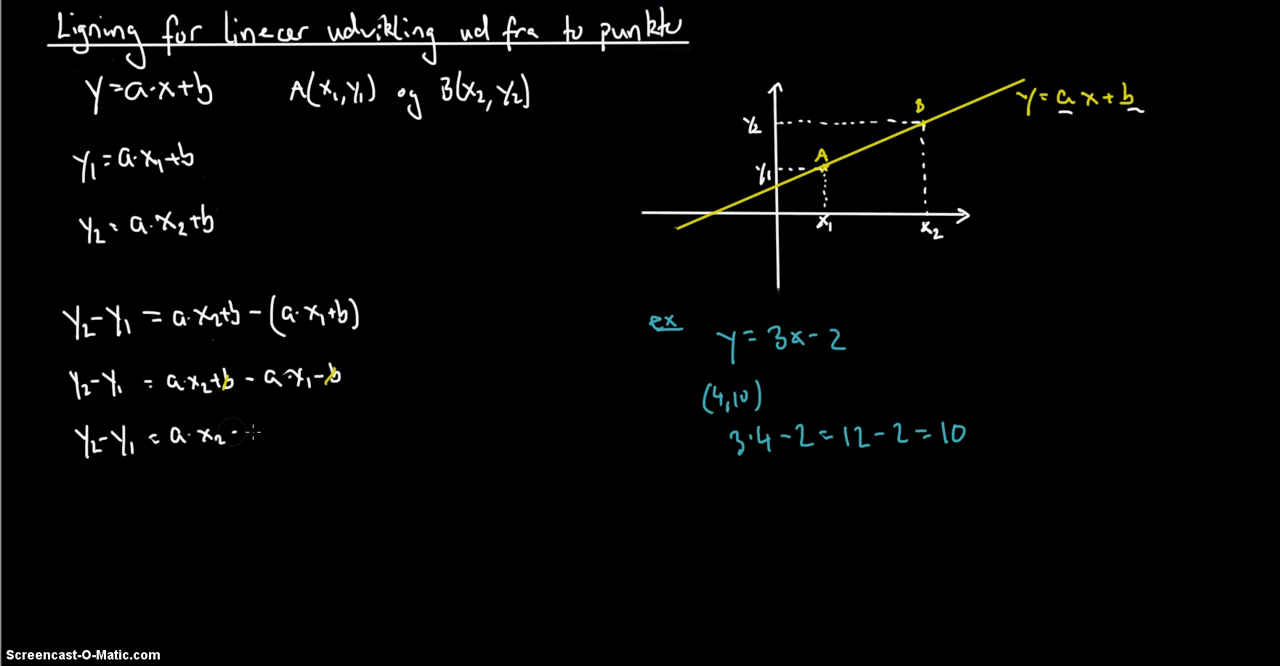 Ligning for lineær udvikling ud fra to punkter
y = a·x+b A(x₁, y₁) og B(x₂, y₂)
y₁ = a·x₁+b
y₂ = a·x₂+b
y₂-y₁ = a·x₂+b - (a·x₁+b)
y₂-y₁ = a·x₂+b - a·x₁-b
y₂-y₁ = a·x₂ -
y = ax+b
B
y₂
A
y₁
x₁
x₂
ex
y = 3x-2
(4,10)
3·4-2=12-2=10
Screencast-O-Matic.com